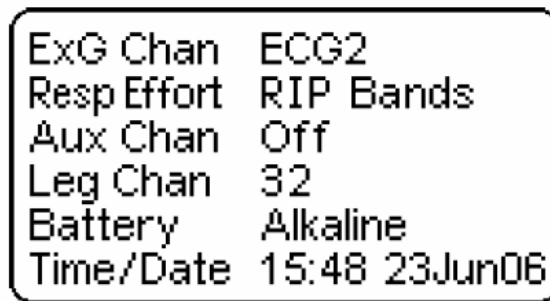 ExG Chan ECG2
Resp Effort RIP Bands
Aux Chan Off
Leg Chan 32
Battery Alkaline
Time/Date 15:48 23Jun06